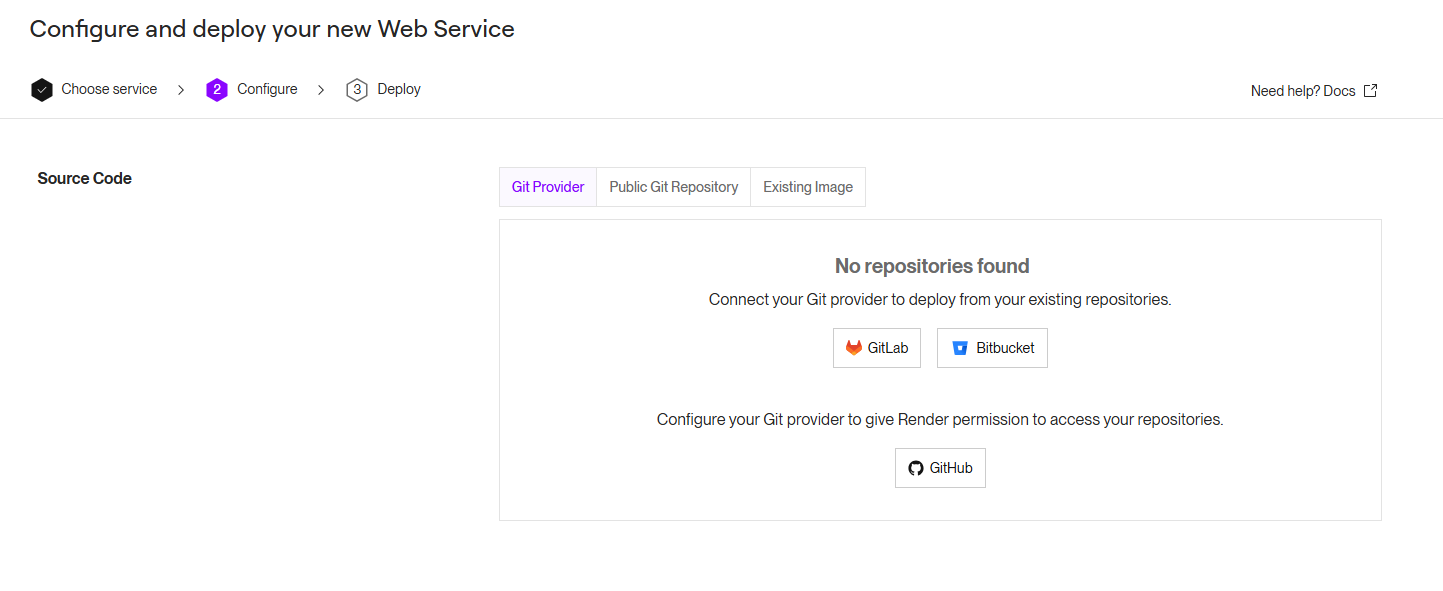 Configure and deploy your new Web Service
Choose service
2 Configure
3 Deploy
Need help? Docs
Source Code
Git Provider
Public Git Repository
Existing Image
No repositories found
Connect your Git provider to deploy from your existing repositories.
GitLab
Bitbucket
Configure your Git provider to give Render permission to access your repositories.
GitHub